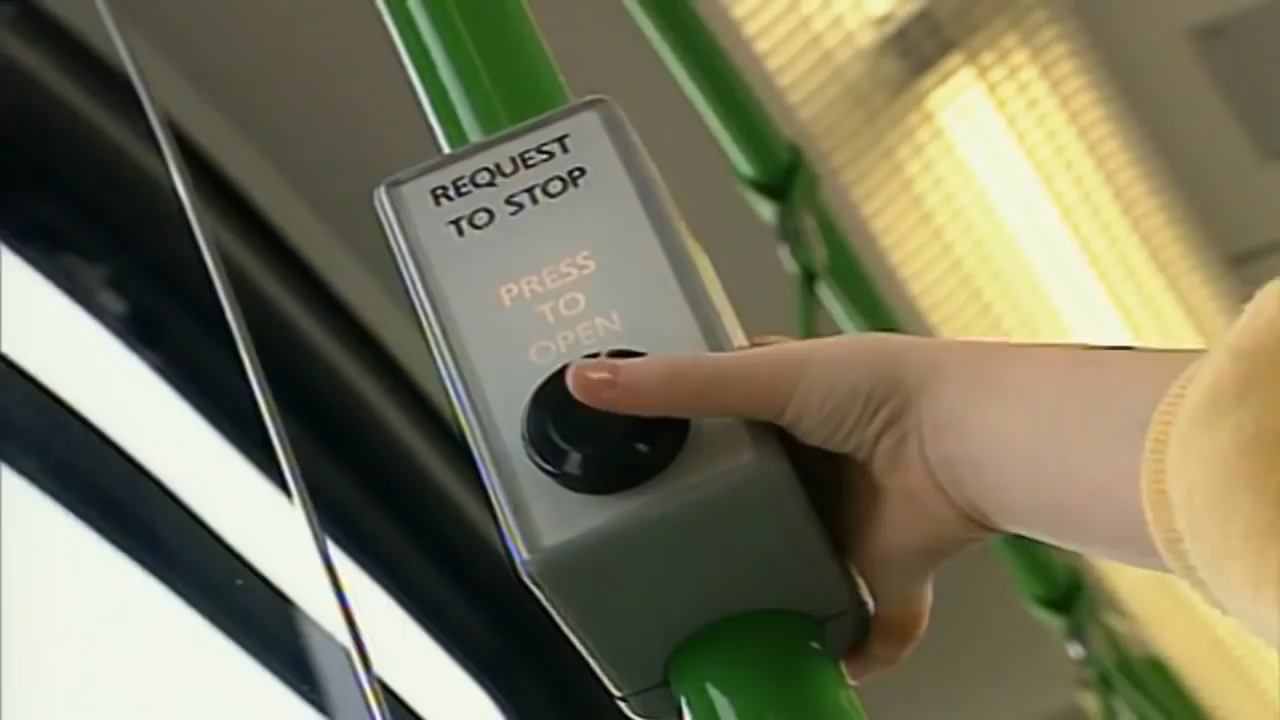 REQUEST
TO STOP
PRESS
TO
OPEN